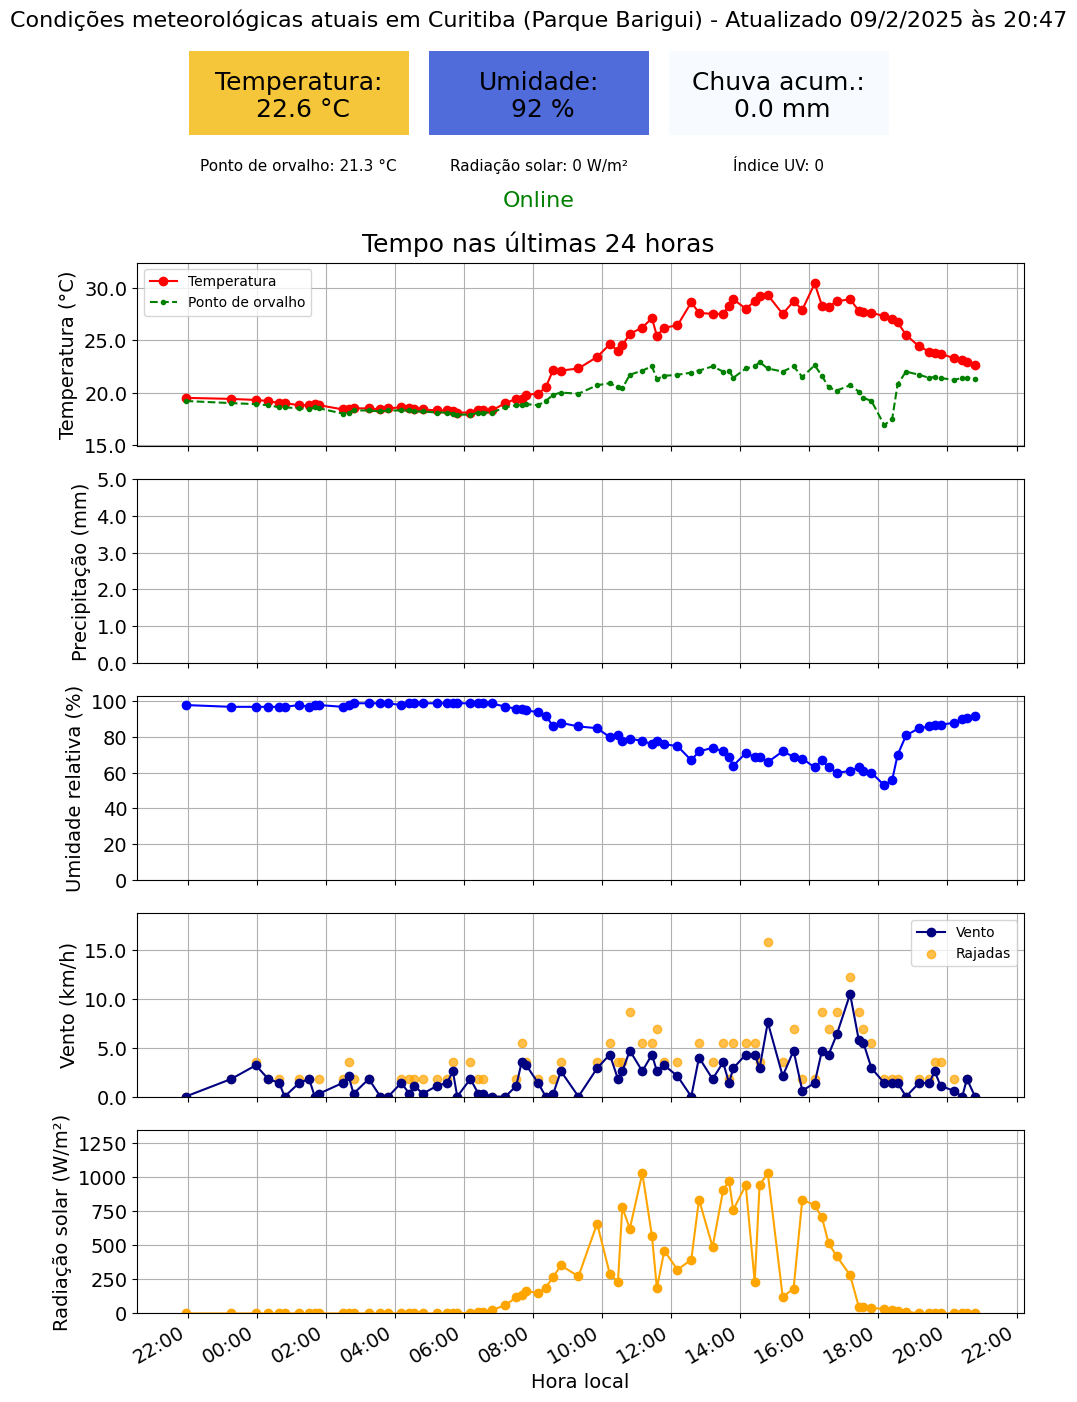 Condições meteorológicas atuais em Curitiba (Parque Barigui) - Atualizado 09/2/2025 às 20:47
Temperatura:
22.6 °C
Umidade:
92 %
Chuva acum.:
0.0 mm
Ponto de orvalho: 21.3 °C
Radiação solar: 0 W/m²
Índice UV: 0
Online
Tempo nas últimas 24 horas
Temperatura (°C)
30.0
25.0
20.0
15.0
Temperatura
Ponto de orvalho
Precipitação (mm)
5.0
4.0
3.0
2.0
1.0
0.0
Umidade relativa (%)
100
80
60
40
20
0
Vento (km/h)
15.0
10.0
5.0
0.0
Vento
Rajadas
Radiação solar (W/m²)
1250
1000
750
500
250
0
22:00
00:00
02:00
04:00
06:00
08:00
10:00
12:00
14:00
16:00
18:00
20:00
22:00
Hora local